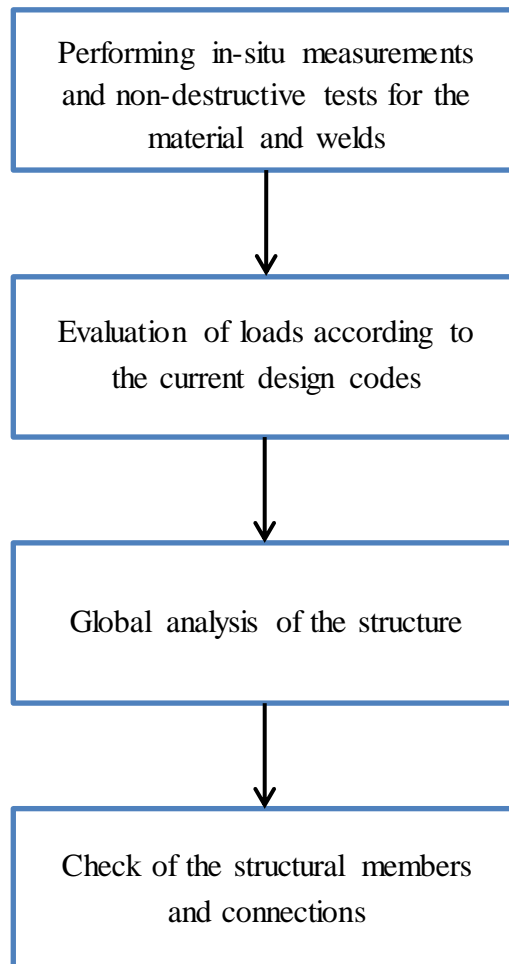 Performing in-situ measurements
and non-destructive tests for the
material and welds
Evaluation of loads according to
the current design codes
Global analysis of the structure
Check of the structural members
and connections